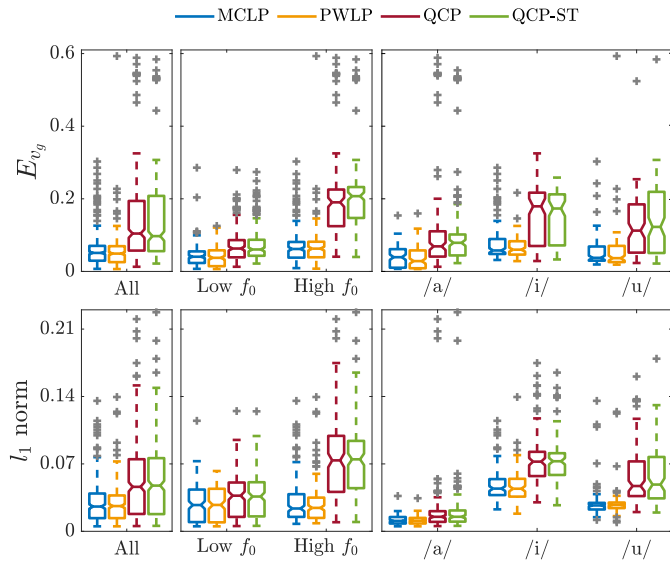 MCLP PWLP QCP QCP-ST
0.6
0.4
0.2
0
E_{v_g}
All Low f_0 High f_0 /a/ /i/ /u/
0.21
0.14
0.07
0
l_1 norm
All Low f_0 High f_0 /a/ /i/ /u/